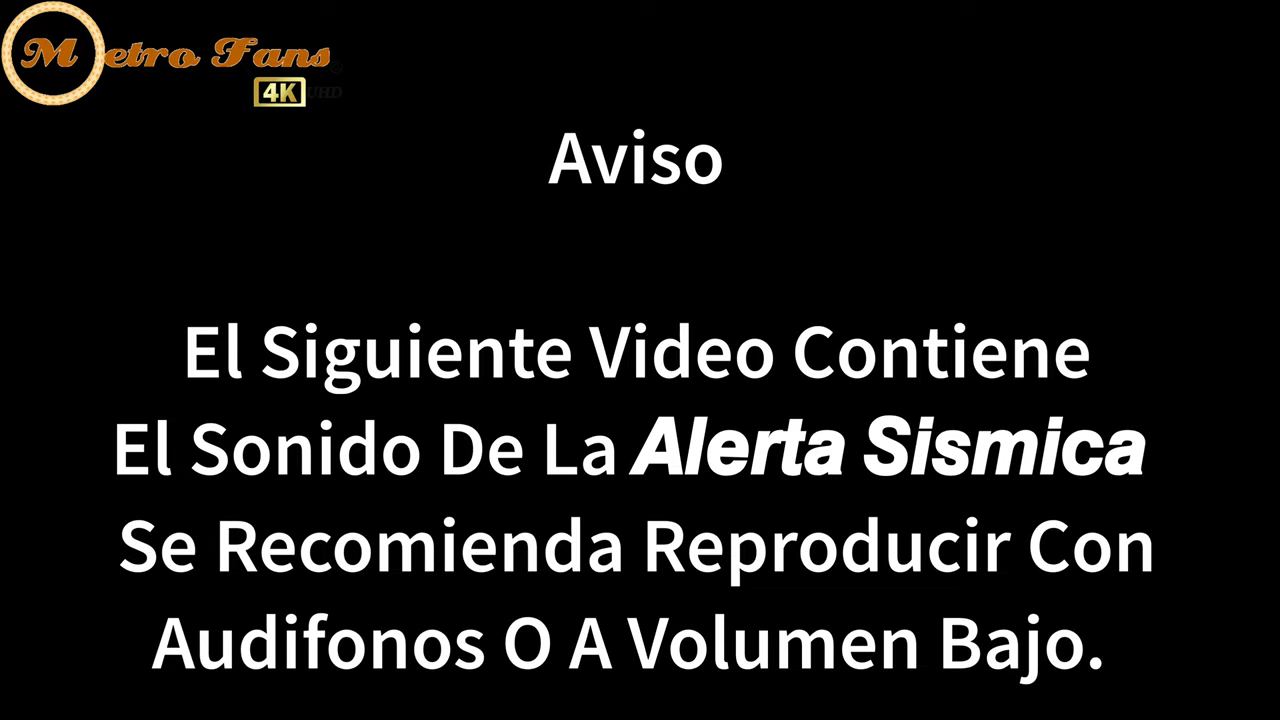 Metro Fans
4K UHD
Aviso
El Siguiente Video Contiene
El Sonido De La Alerta Sismica
Se Recomienda Reproducir Con
Audifonos O A Volumen Bajo.